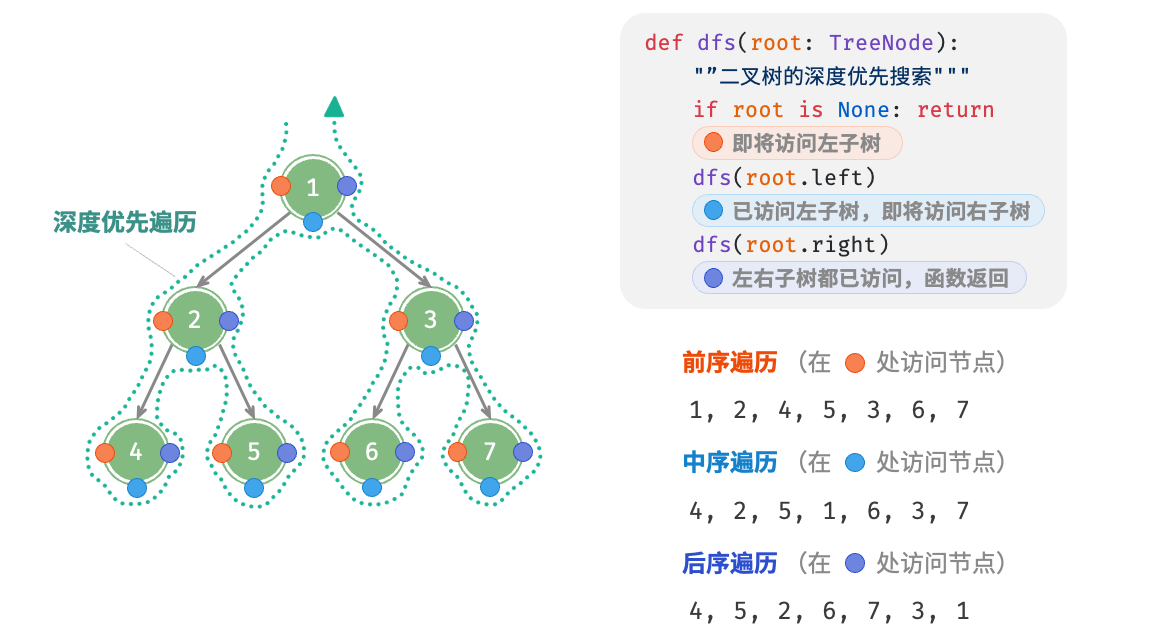 深度优先遍历
1
2
3
4
5
6
7
def dfs(root: TreeNode):
"”二叉树的深度优先搜索"""
if root is None: return
即将访问左子树
dfs(root.left)
已访问左子树，即将访问右子树
dfs(root.right)
左右子树都已访问，函数返回
前序遍历 （在 处访问节点）
1, 2, 4, 5, 3, 6, 7
中序遍历 （在 处访问节点）
4, 2, 5, 1, 6, 3, 7
后序遍历 （在 处访问节点）
4, 5, 2, 6, 7, 3, 1